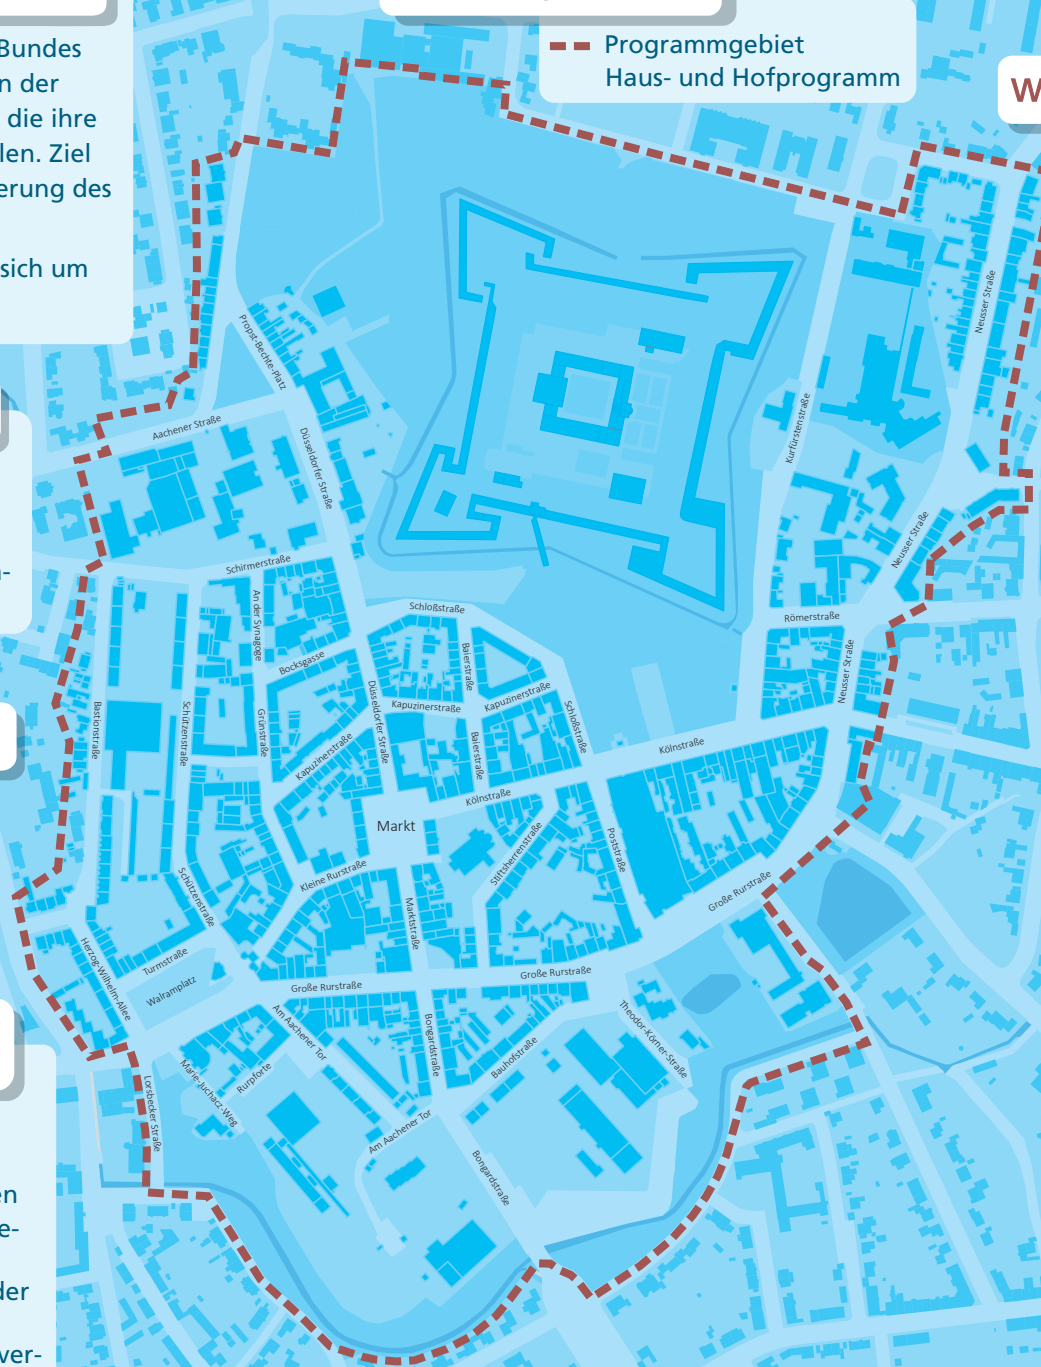 Bundes
n der
die ihre
len. Ziel
erung des
sich um
Programmgebiet
Haus- und Hofprogramm
W
Propst-Bechte-Platz
Neusser Straße
Aachener Straße
Düsseldorfer Straße
Kurfürstenstraße
Neusser Straße
n-
Schirmerstraße
An der Synagoge
Schloßstraße
Römerstraße
Bocksgasse
Baierstraße
Neusser Straße
Kapuzinerstraße
Kapuzinerstraße
Düsseldorfer Straße
Bastionstraße
Schützenstraße
Grünstraße
Kapuzinerstraße
Baierstraße
Schloßstraße
Kölnstraße
Kölnstraße
Markt
Stiftsherrenstraße
Poststraße
Kleine Rurstraße
Schützenstraße
Marktstraße
Große Rurstraße
Herzog-Wilhelm-Allee
Turmstraße
Walramplatz
Große Rurstraße
Große Rurstraße
Am Aachener Tor
Bongardstraße
Theodor-Körner-Straße
Bauhofstraße
Marie-Juchacz-Weg
Rurpforte
Lorsbecker Straße
Am Aachener Tor
Bongardstraße
en
e-
der
ver-